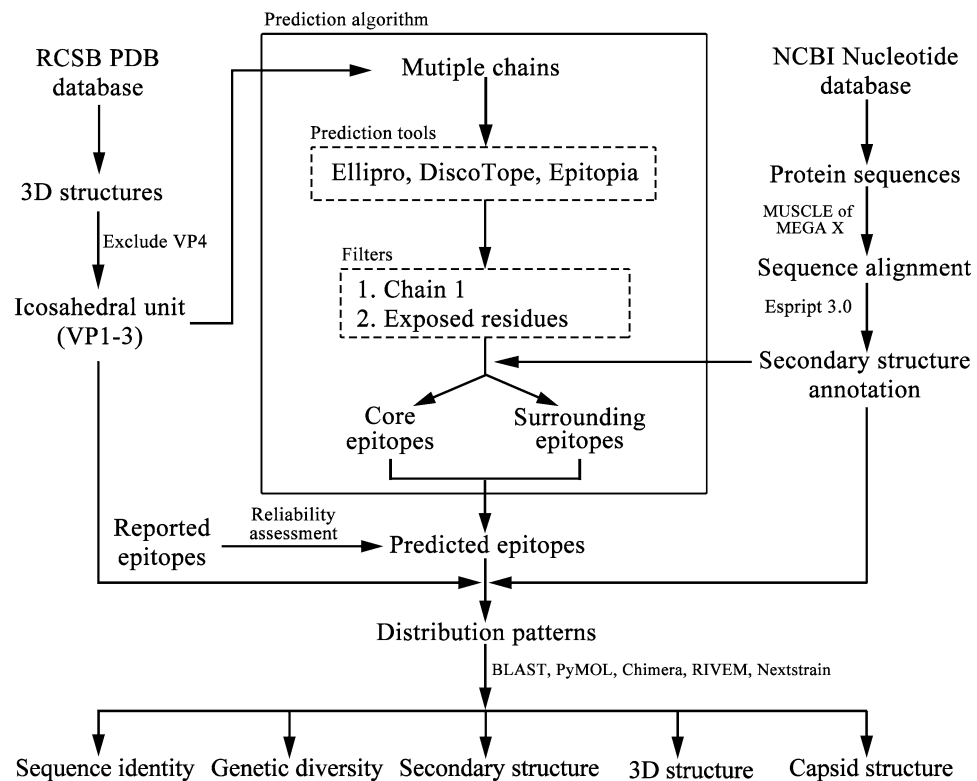 Prediction algorithm
RCSB PDB
database
3D structures
Exclude VP4
Icosahedral unit
(VP1-3)
Mutiple chains
Prediction tools
Ellipro, DiscoTope, Epitopia
Filters
1. Chain 1
2. Exposed residues
Core
epitopes
Surrounding
epitopes
NCBI Nucleotide
database
Protein sequences
MUSCLE of
MEGA X
Sequence alignment
Espript 3.0
Secondary structure
annotation
Reported
epitopes
Reliability
assessment
Predicted epitopes
Distribution patterns
BLAST, PyMOL, Chimera, RIVEM, Nextstrain
Sequence identity
Genetic diversity
Secondary structure
3D structure
Capsid structure